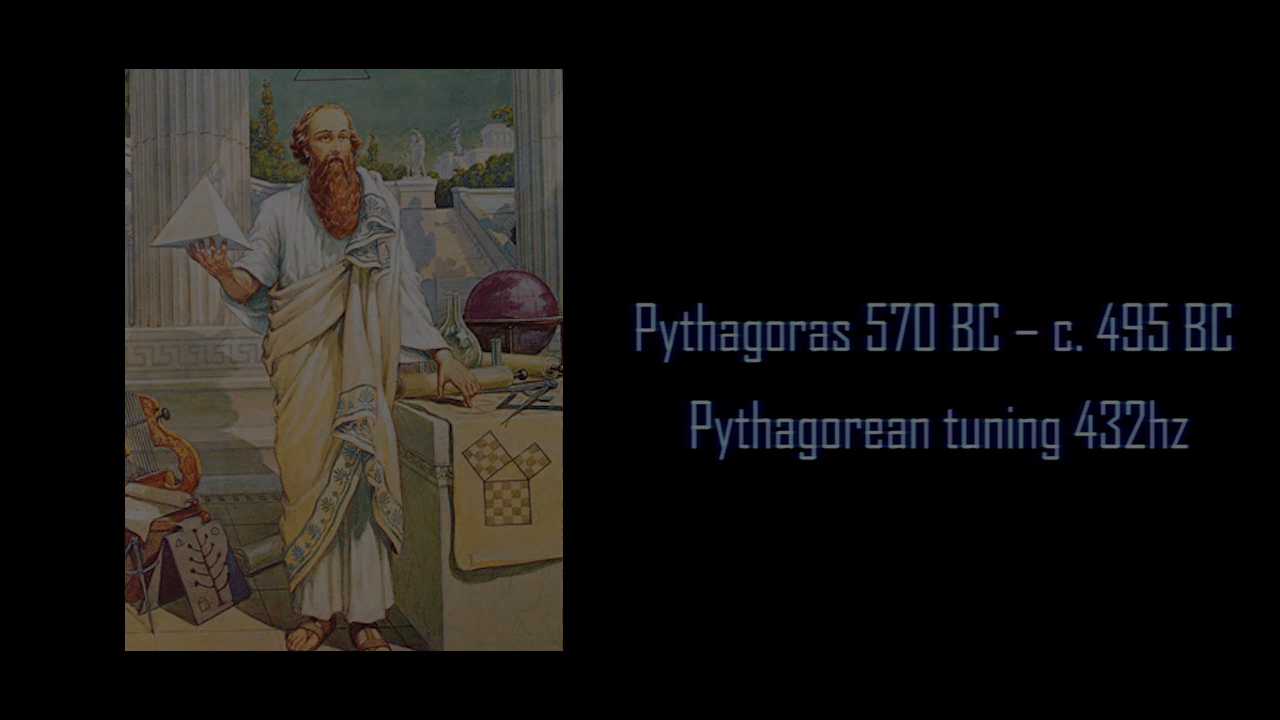 Pythagoras 570 BC – c. 495 BC
Pythagorean tuning 432hz